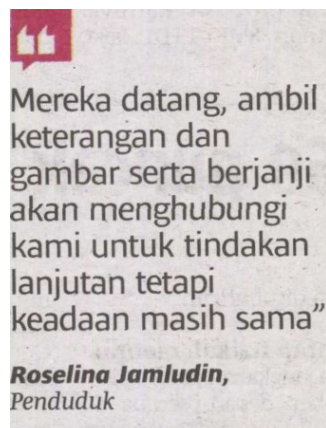 “
Mereka datang, ambil
keterangan dan
gambar serta berjanji
akan menghubungi
kami untuk tindakan
lanjutan tetapi
keadaan masih sama”
Roselina Jamludin,
Penduduk